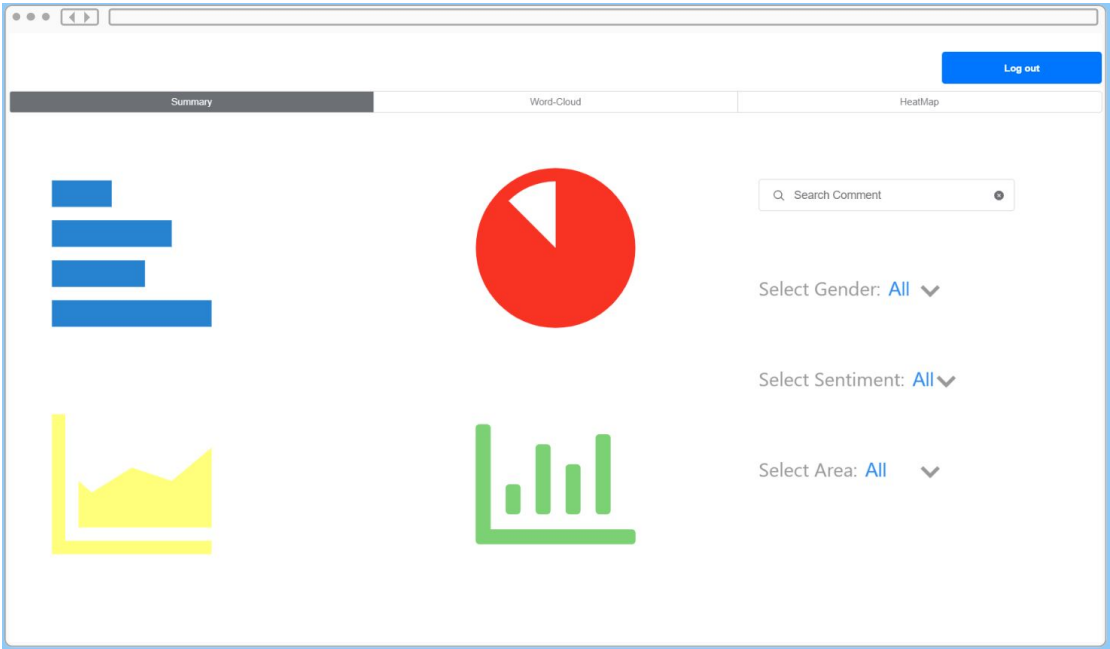 Log out
Summary
Word-Cloud
HeatMap
Search Comment
Select Gender: All
Select Sentiment: All
Select Area: All